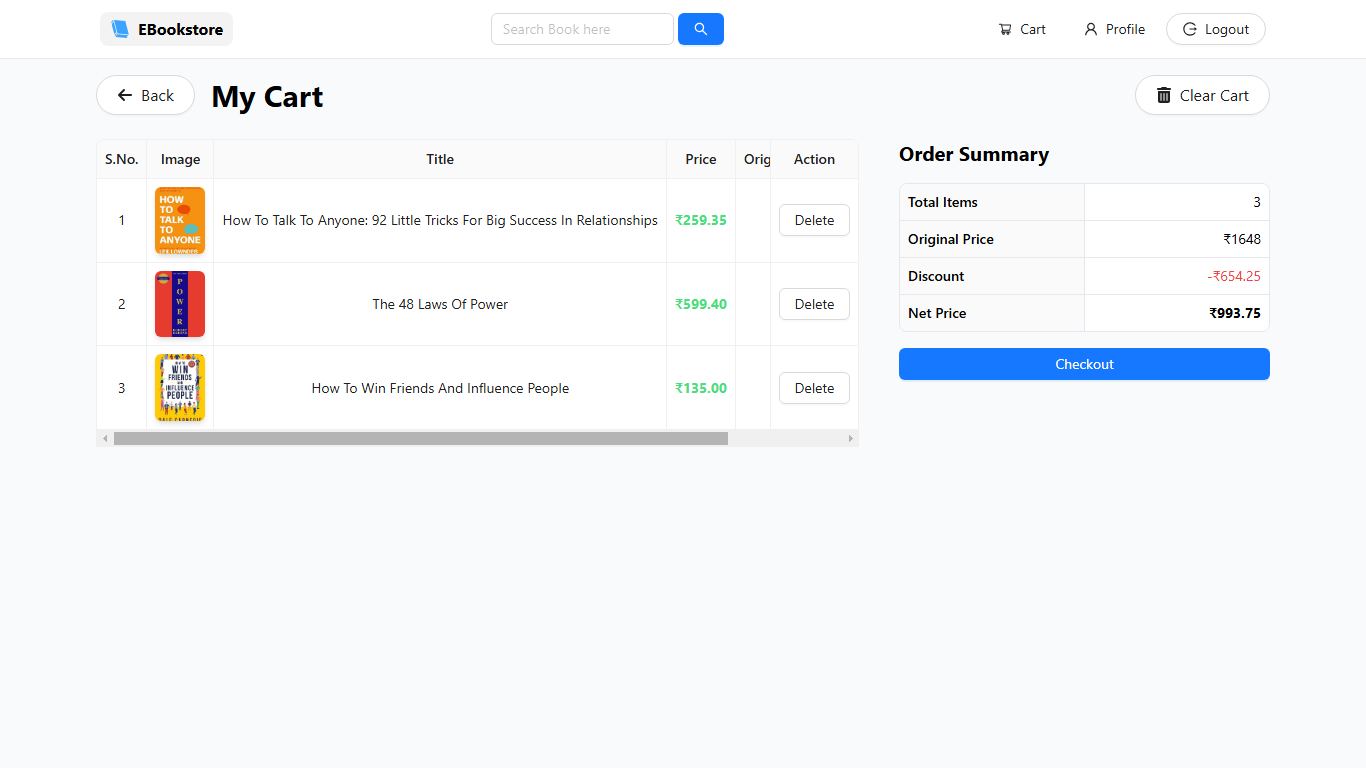 EBookstore
Search Book here
Cart
Profile
Logout
Back
My Cart
Clear Cart
S.No. Image Title Price Orig Action
1 HOW TO TALK TO ANYONE How To Talk To Anyone: 92 Little Tricks For Big Success In Relationships ₹259.35 Delete
2 POWER The 48 Laws Of Power ₹599.40 Delete
3 WIN FRIENDS INFLUENCE PEOPLE How To Win Friends And Influence People ₹135.00 Delete
Order Summary
Total Items 3
Original Price ₹1648
Discount -₹654.25
Net Price ₹993.75
Checkout